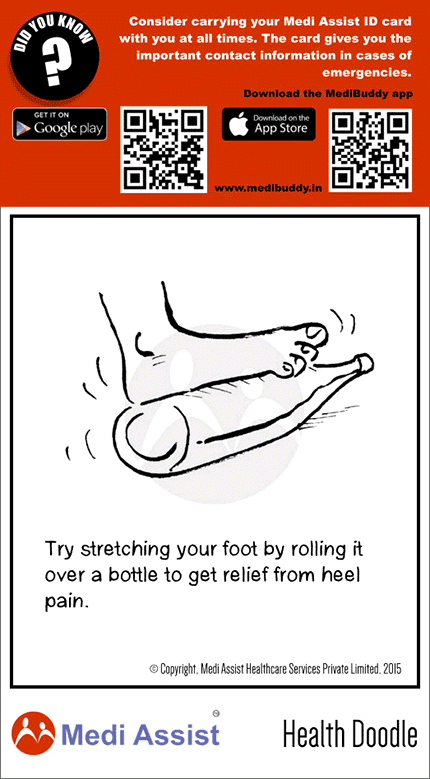 DID YOU KNOW
?
Consider carrying your Medi Assist ID card
with you at all times. The card gives you the
important contact information in cases of
emergencies.
Download the MediBuddy app
GET IT ON
Google play
Download on the
App Store
www.medibuddy.in
Try stretching your foot by rolling it
over a bottle to get relief from heel
pain.
© Copyright, Medi Assist Healthcare Services Private Limited, 2015
Medi Assist
Health Doodle